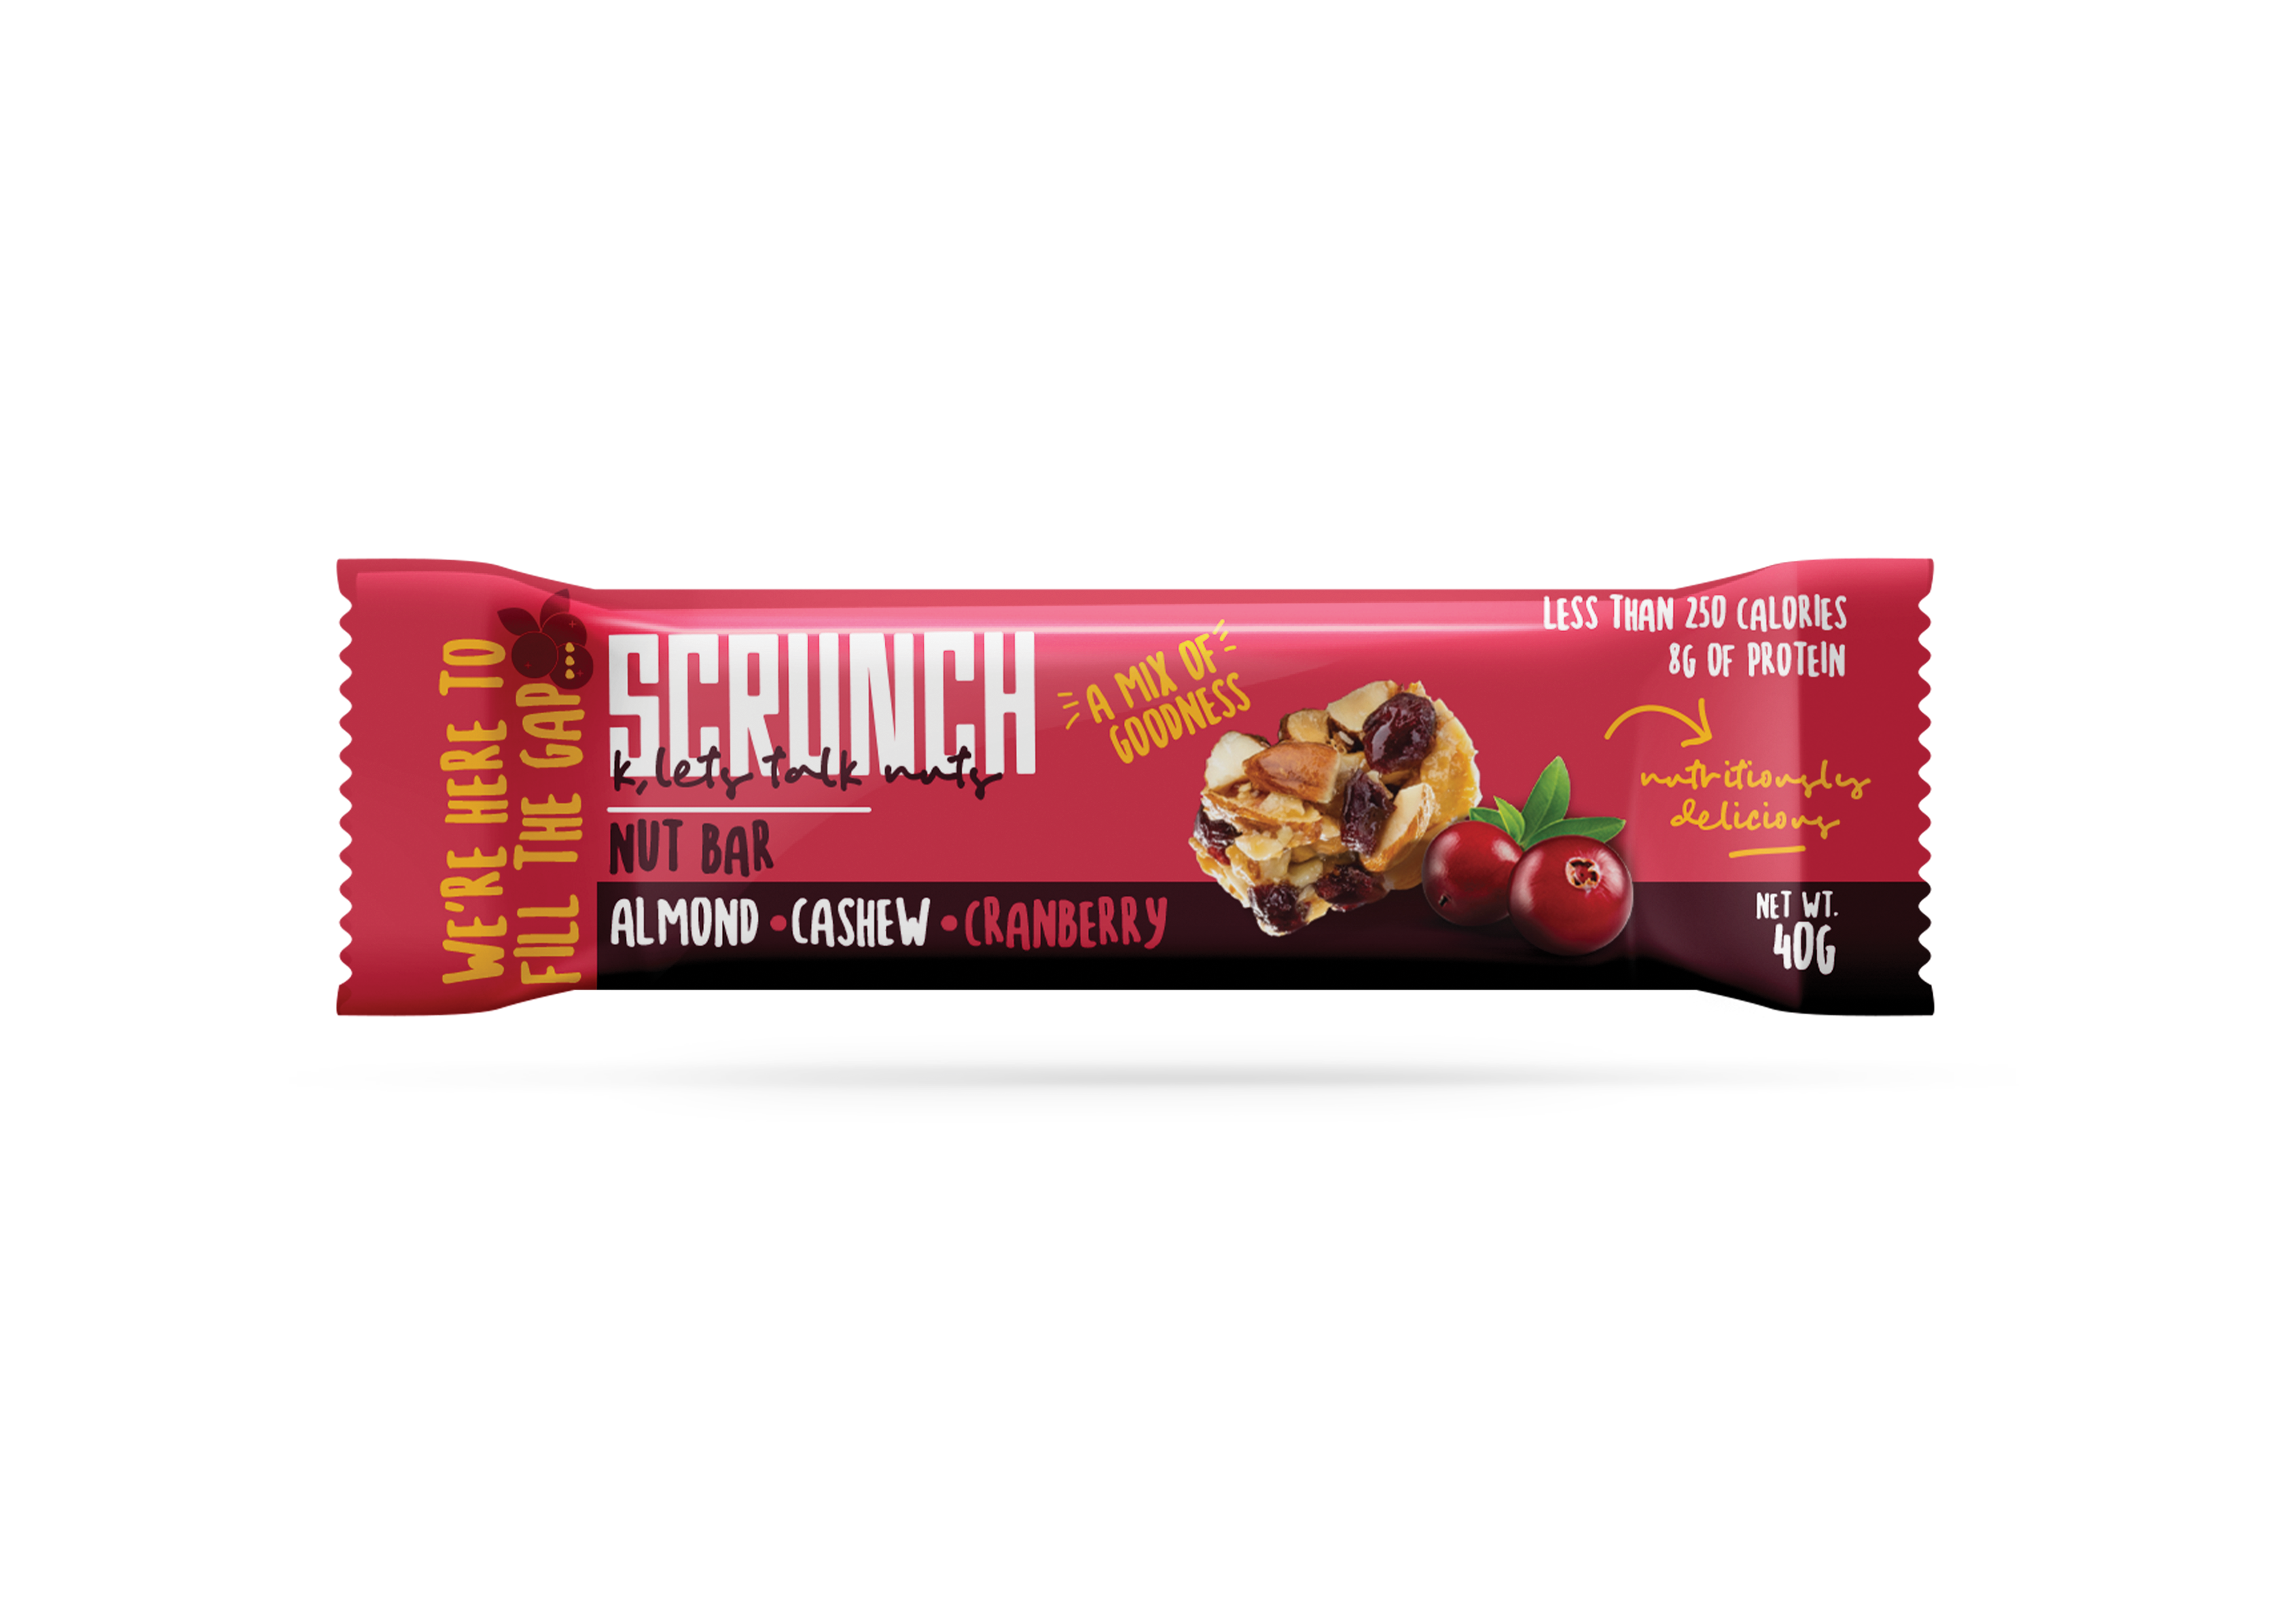 WE'RE HERE TO
FILL THE GAP...
SCRUNCH
k, lets talk nuts
NUT BAR
ALMOND • CASHEW • CRANBERRY
A MIX OF
GOODNESS
LESS THAN 250 CALORIES
8G OF PROTEIN
nutritiously
delicious
NET WT.
40G